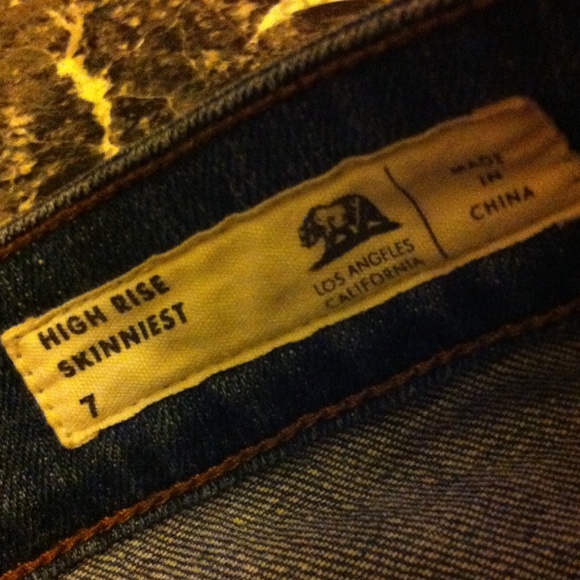 HIGH RISE
SKINNIEST
7
LOS ANGELES
CALIFORNIA
MADE
IN
CHINA